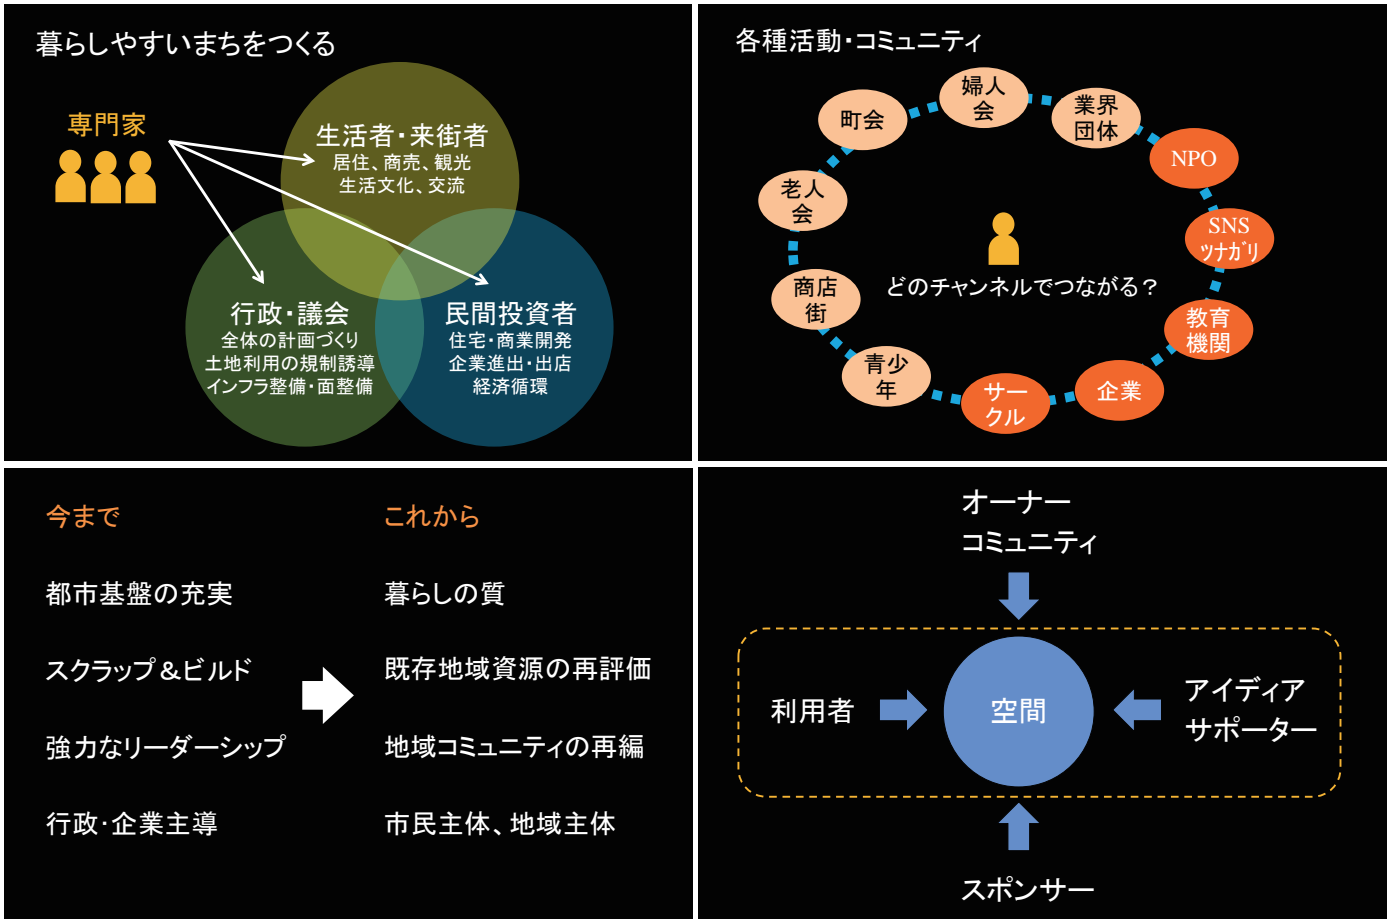 暮らしやすいまちをつくる
専門家
生活者・来街者
居住、商売、観光
生活文化、交流
行政・議会
全体の計画づくり
土地利用の規制誘導
インフラ整備・面整備
民間投資者
住宅・商業開発
企業進出・出店
経済循環
各種活動・コミュニティ
婦人
会
業界
団体
町会
NPO
老人
会
SNS
ツナガリ
どのチャンネルでつながる？
商店
街
教育
機関
青少
年
サー
クル
企業
今まで
これから
都市基盤の充実
暮らしの質
スクラップ＆ビルド
既存地域資源の再評価
強力なリーダーシップ
地域コミュニティの再編
行政・企業主導
市民主体、地域主体
オーナー
コミュニティ
利用者
空間
アイディア
サポーター
スポンサー